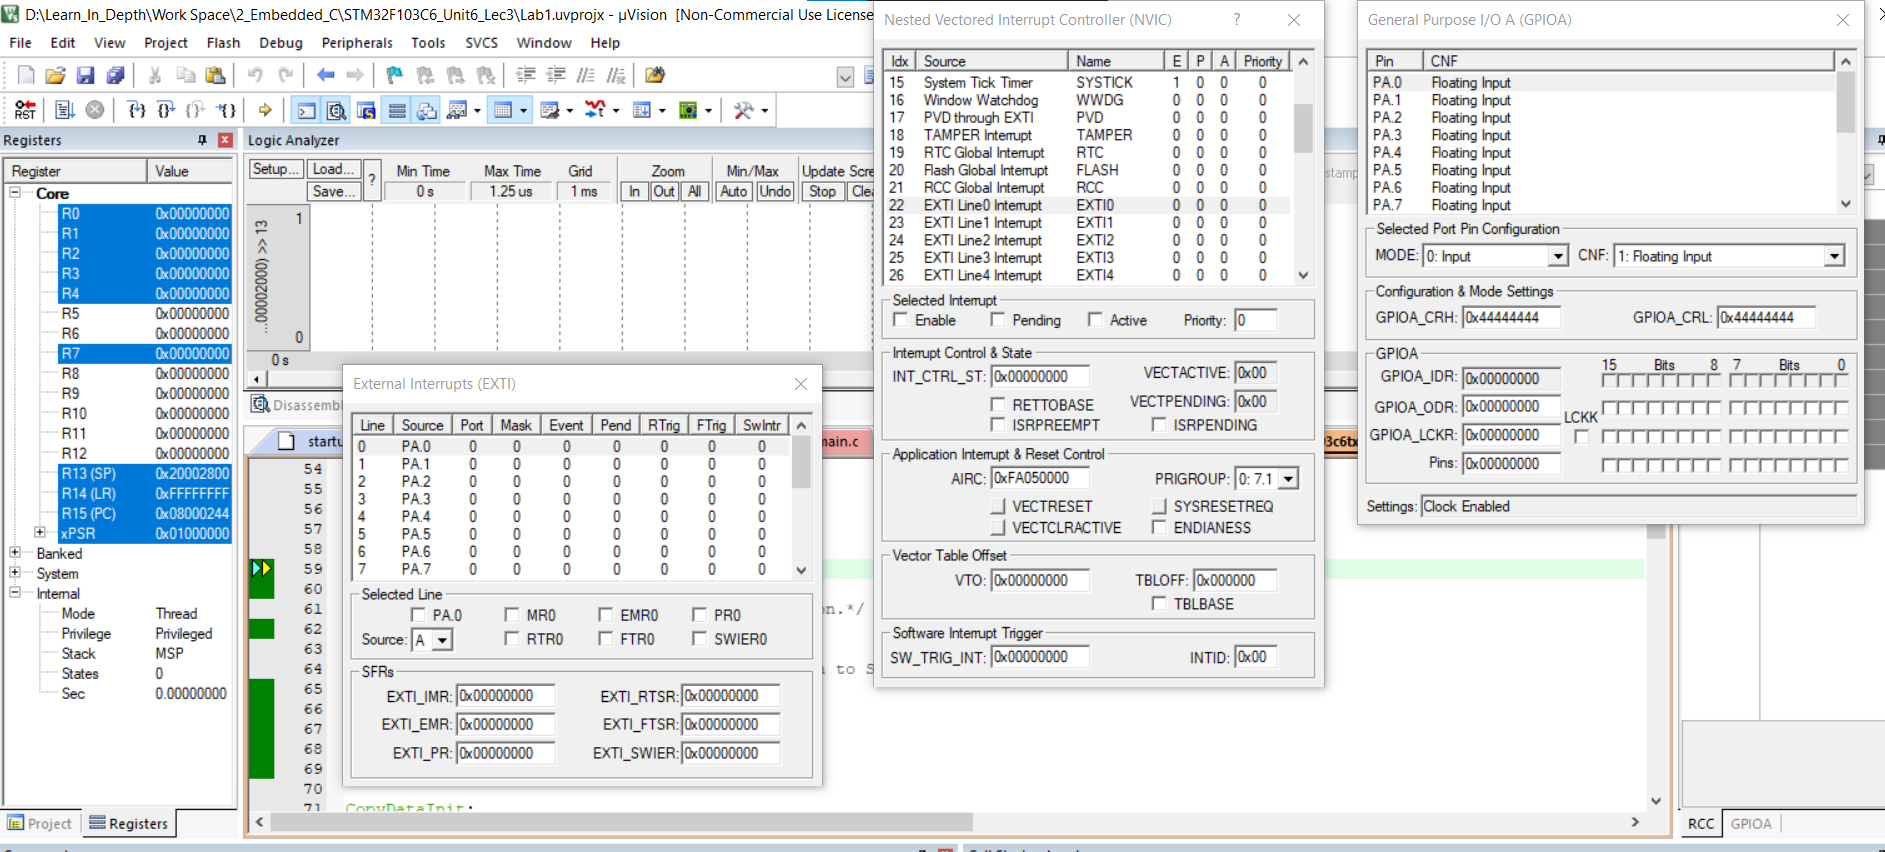 D:\Learn_In_Depth\Work Space\2_Embedded_C\STM32F103C6_Unit6_Lec3\Lab1.uvprojx - µVision [Non-Commercial Use License
File Edit View Project Flash Debug Peripherals Tools SVCS Window Help
RST
Registers
Register Value
Core
R0 0x00000000
R1 0x00000000
R2 0x00000000
R3 0x00000000
R4 0x00000000
R5 0x00000000
R6 0x00000000
R7 0x00000000
R8 0x00000000
R9 0x00000000
R10 0x00000000
R11 0x00000000
R12 0x00000000
R13 (SP) 0x20002800
R14 (LR) 0xFFFFFFFF
R15 (PC) 0x08000244
xPSR 0x01000000
Banked
System
Internal
Mode Thread
Privilege Privileged
Stack MSP
States 0
Sec 0.00000000
Project Registers
Logic Analyzer
Setup... Load... Save... ?
Min Time Max Time Grid Zoom Min/Max Update Scre
0 s 1.25 us 1 ms In Out All Auto Undo Stop Clea
...00002000) >> 13
1
0
0 s
Disassemb
startu
main.c
03c6tx
54
55
56
57
58
59
60
61 on.*/
62
63
64 n to S
65
66
67
68
69
70
71 CopyDataInit:
External Interrupts (EXTI)
Line Source Port Mask Event Pend RTrig FTrig SwIntr
0 PA.0 0 0 0 0 0 0 0
1 PA.1 0 0 0 0 0 0 0
2 PA.2 0 0 0 0 0 0 0
3 PA.3 0 0 0 0 0 0 0
4 PA.4 0 0 0 0 0 0 0
5 PA.5 0 0 0 0 0 0 0
6 PA.6 0 0 0 0 0 0 0
7 PA.7 0 0 0 0 0 0 0
Selected Line
PA.0 MR0 EMR0 PR0
Source: A RTR0 FTR0 SWIER0
SFRs
EXTI_IMR: 0x00000000 EXTI_RTSR: 0x00000000
EXTI_EMR: 0x00000000 EXTI_FTSR: 0x00000000
EXTI_PR: 0x00000000 EXTI_SWIER: 0x00000000
Nested Vectored Interrupt Controller (NVIC) ?
Idx Source Name E P A Priority
15 System Tick Timer SYSTICK 1 0 0 0
16 Window Watchdog WWDG 0 0 0 0
17 PVD through EXTI PVD 0 0 0 0
18 TAMPER Interrupt TAMPER 0 0 0 0
19 RTC Global Interrupt RTC 0 0 0 0
20 Flash Global Interrupt FLASH 0 0 0 0
21 RCC Global Interrupt RCC 0 0 0 0
22 EXTI Line0 Interrupt EXTI0 0 0 0 0
23 EXTI Line1 Interrupt EXTI1 0 0 0 0
24 EXTI Line2 Interrupt EXTI2 0 0 0 0
25 EXTI Line3 Interrupt EXTI3 0 0 0 0
26 EXTI Line4 Interrupt EXTI4 0 0 0 0
Selected Interrupt
Enable Pending Active Priority: 0
Interrupt Control & State
INT_CTRL_ST: 0x00000000 VECTACTIVE: 0x00
RETTOBASE VECTPENDING: 0x00
ISRPREEMPT ISRPENDING
Application Interrupt & Reset Control
AIRC: 0xFA050000 PRIGROUP: 0: 7.1
VECTRESET SYSRESETREQ
VECTCLRACTIVE ENDIANESS
Vector Table Offset
VTO: 0x00000000 TBLOFF: 0x000000
TBLBASE
Software Interrupt Trigger
SW_TRIG_INT: 0x00000000 INTID: 0x00
General Purpose I/O A (GPIOA)
Pin CNF
PA.0 Floating Input
PA.1 Floating Input
PA.2 Floating Input
PA.3 Floating Input
PA.4 Floating Input
PA.5 Floating Input
PA.6 Floating Input
PA.7 Floating Input
Selected Port Pin Configuration
MODE: 0: Input CNF: 1: Floating Input
Configuration & Mode Settings
GPIOA_CRH: 0x44444444 GPIOA_CRL: 0x44444444
GPIOA
15 Bits 8 7 Bits 0
GPIOA_IDR: 0x00000000
GPIOA_ODR: 0x00000000
LCKK
GPIOA_LCKR: 0x00000000
Pins: 0x00000000
Settings: Clock Enabled
stamp
RCC GPIOA